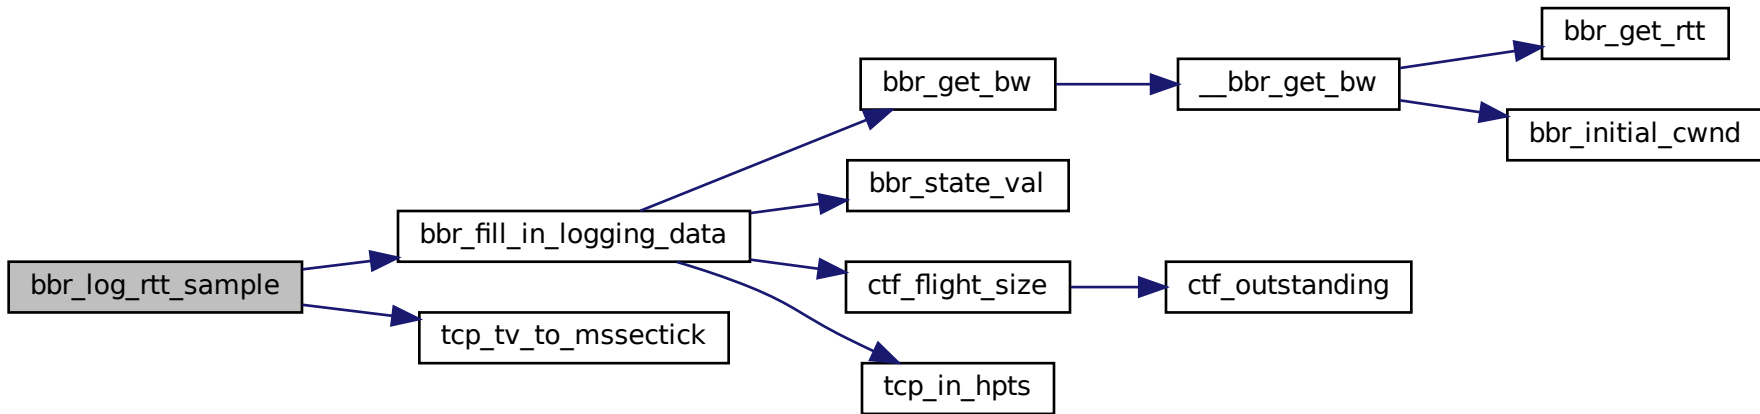 bbr_get_rtt
bbr_get_bw
__bbr_get_bw
bbr_initial_cwnd
bbr_state_val
bbr_fill_in_logging_data
bbr_log_rtt_sample
ctf_flight_size
ctf_outstanding
tcp_tv_to_mssectick
tcp_in_hpts